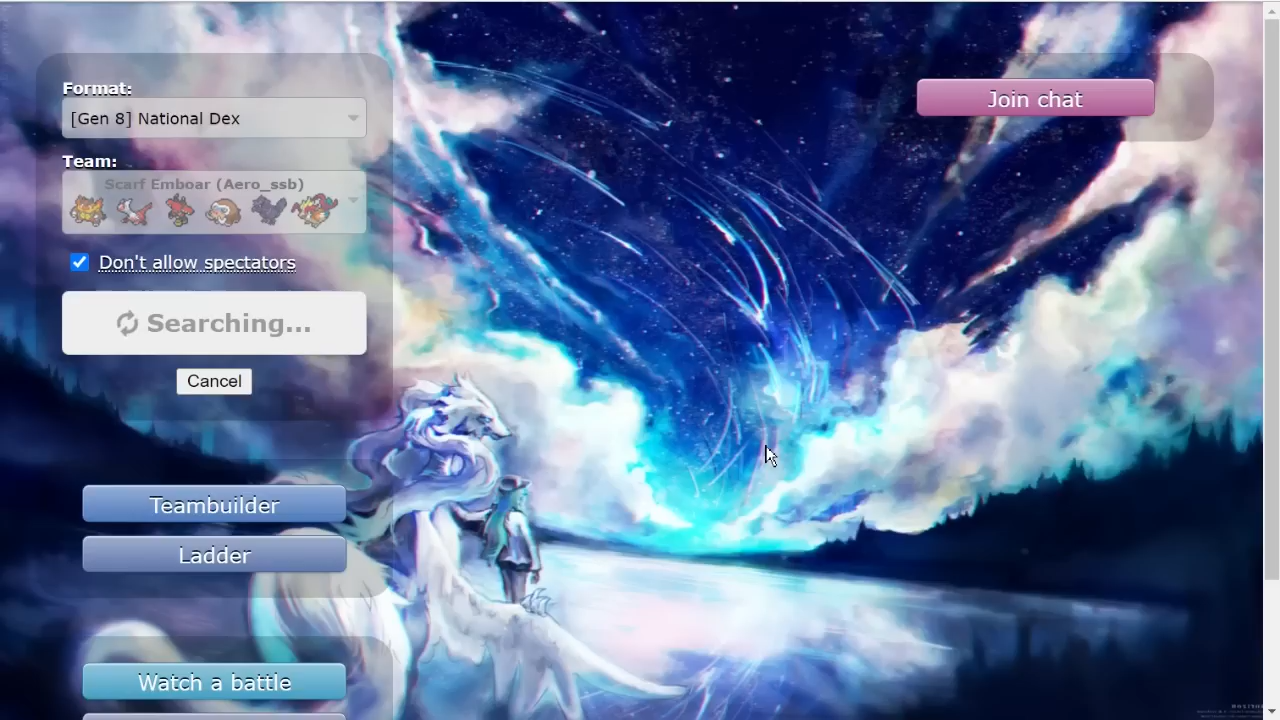 Format:
[Gen 8] National Dex
Team:
Scarf Emboar (Aero_ssb)
Don't allow spectators
Searching...
Cancel
Teambuilder
Ladder
Watch a battle
Join chat